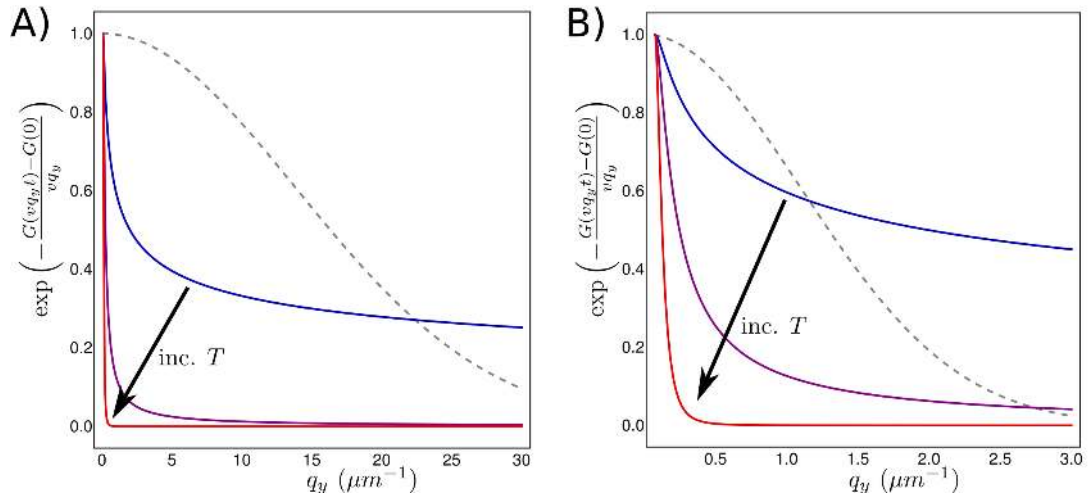 A)
exp ( − G(vq_y t)−G(0) / vq_y )
1.0
0.8
0.6
0.4
0.2
0.0
inc. T
0 5 10 15 20 25 30
q_y (μm⁻¹)
B)
exp ( − G(vq_y t)−G(0) / vq_y )
1.0
0.8
0.6
0.4
0.2
0.0
inc. T
0.5 1.0 1.5 2.0 2.5 3.0
q_y (μm⁻¹)